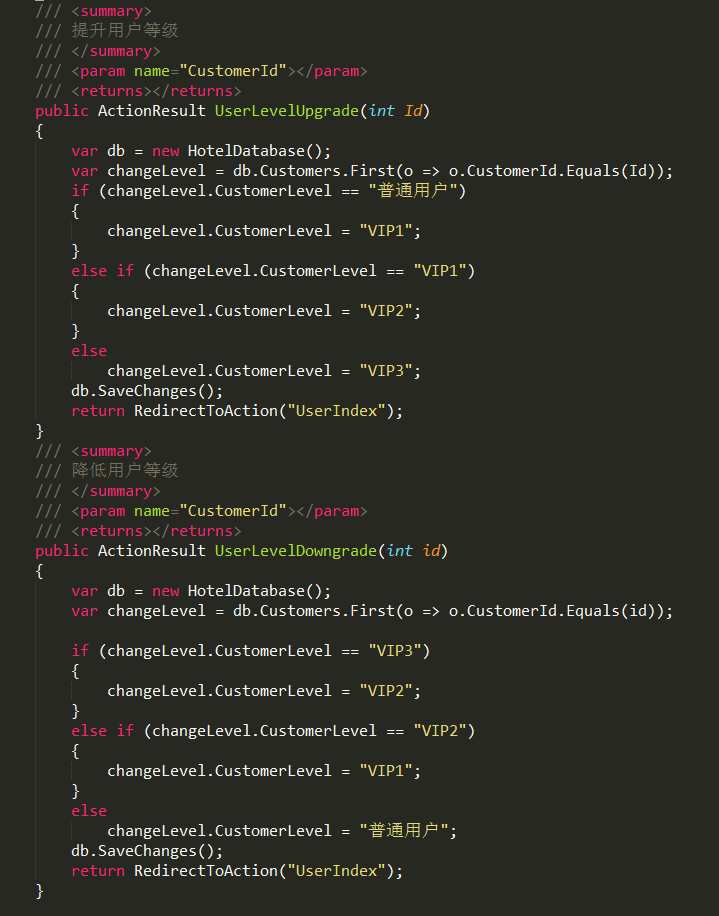 /// <summary>
/// 提升用户等级
/// </summary>
/// <param name="CustomerId"></param>
/// <returns></returns>
public ActionResult UserLevelUpgrade(int Id)
{
    var db = new HotelDatabase();
    var changeLevel = db.Customers.First(o => o.CustomerId.Equals(Id));
    if (changeLevel.CustomerLevel == "普通用户")
    {
        changeLevel.CustomerLevel = "VIP1";
    }
    else if (changeLevel.CustomerLevel == "VIP1")
    {
        changeLevel.CustomerLevel = "VIP2";
    }
    else
        changeLevel.CustomerLevel = "VIP3";
    db.SaveChanges();
    return RedirectToAction("UserIndex");
}
/// <summary>
/// 降低用户等级
/// </summary>
/// <param name="CustomerId"></param>
/// <returns></returns>
public ActionResult UserLevelDowngrade(int id)
{
    var db = new HotelDatabase();
    var changeLevel = db.Customers.First(o => o.CustomerId.Equals(id));

    if (changeLevel.CustomerLevel == "VIP3")
    {
        changeLevel.CustomerLevel = "VIP2";
    }
    else if (changeLevel.CustomerLevel == "VIP2")
    {
        changeLevel.CustomerLevel = "VIP1";
    }
    else
        changeLevel.CustomerLevel = "普通用户";
    db.SaveChanges();
    return RedirectToAction("UserIndex");
}